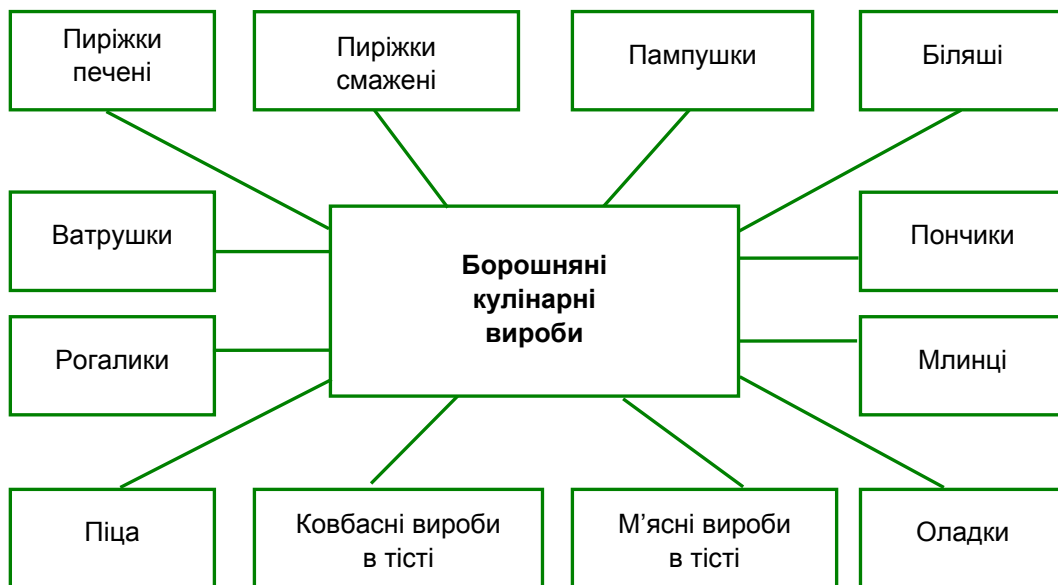 Пиріжки
печені
Пиріжки
смажені
Пампушки
Біляші
Ватрушки
Борошняні
кулінарні
вироби
Пончики
Рогалики
Млинці
Піца
Ковбасні вироби
в тісті
М’ясні вироби
в тісті
Оладки